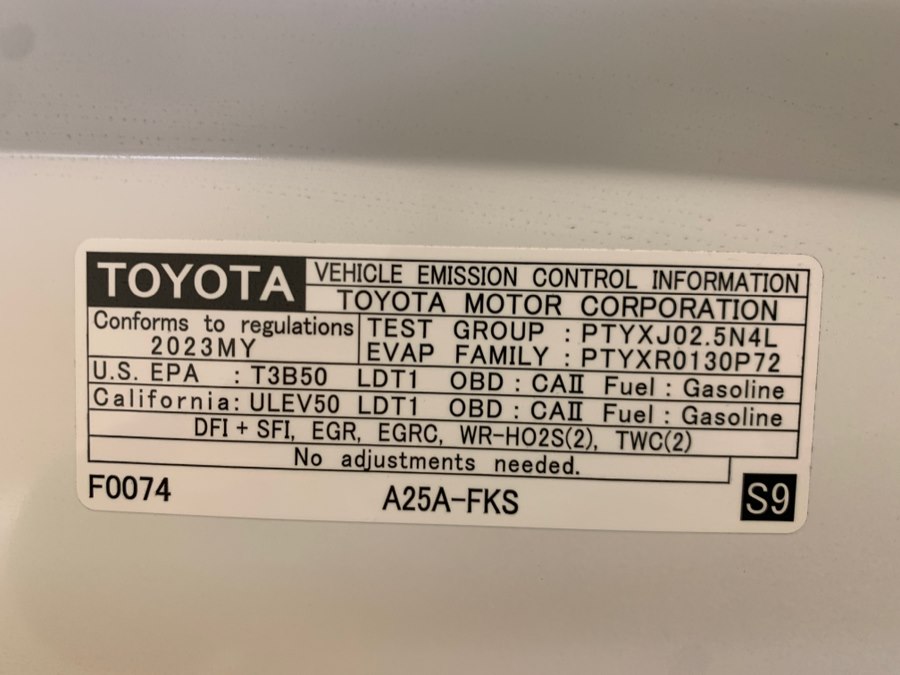 TOYOTA
VEHICLE EMISSION CONTROL INFORMATION
TOYOTA MOTOR CORPORATION
Conforms to regulations
2023MY
TEST GROUP : PTYXJ02.5N4L
EVAP FAMILY : PTYXR0130P72
U.S. EPA : T3B50 LDT1 OBD : CAⅡ Fuel : Gasoline
California: ULEV50 LDT1 OBD : CAⅡ Fuel : Gasoline
DFI + SFI, EGR, EGRC, WR-HO2S(2), TWC(2)
No adjustments needed.
F0074 A25A-FKS S9